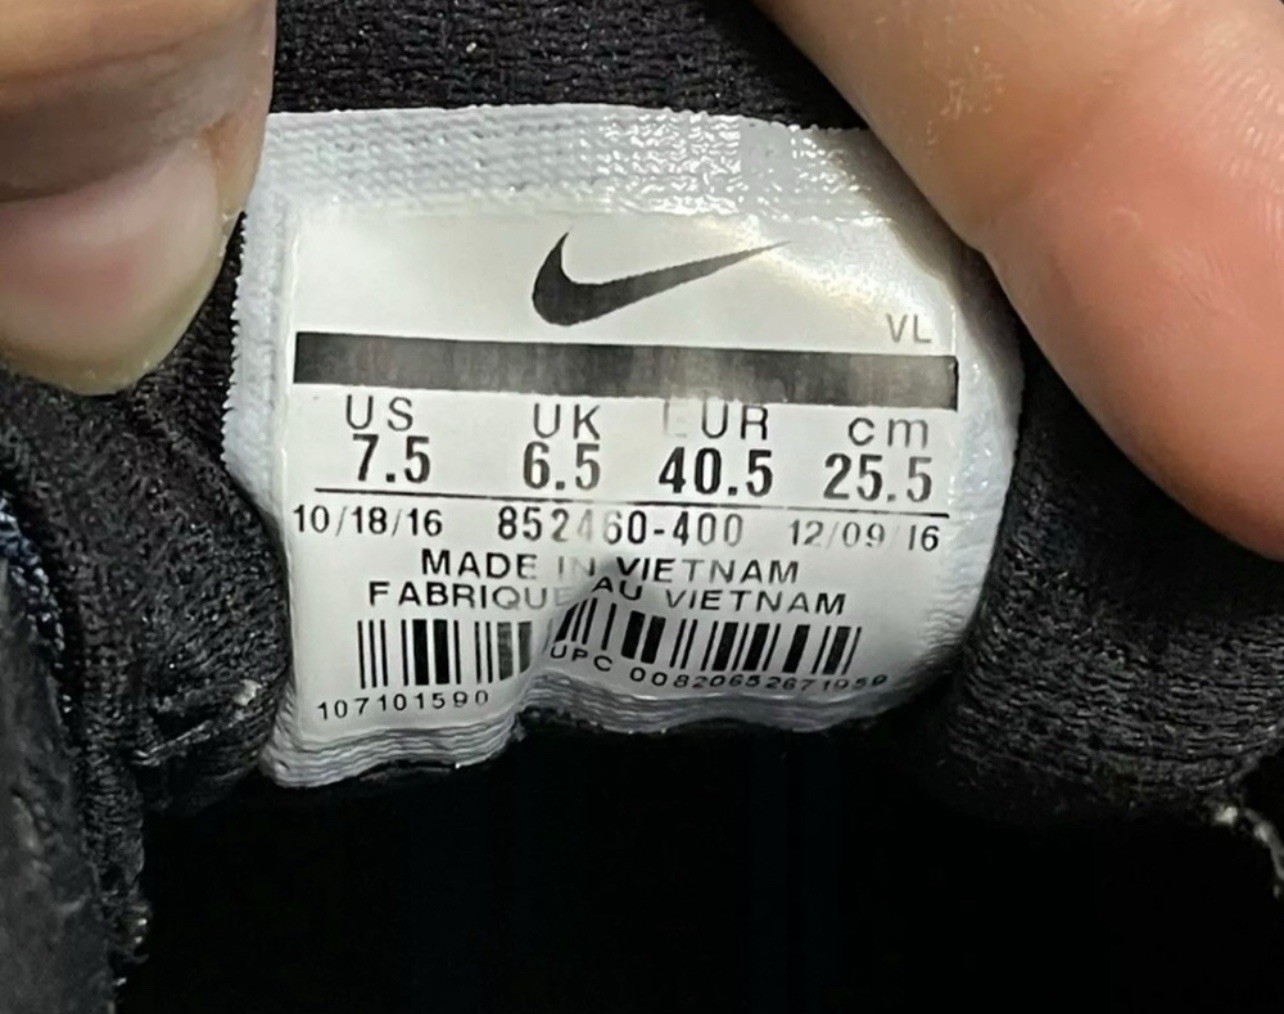 VL
US UK EUR cm
7.5 6.5 40.5 25.5
10/18/16 852460-400 12/09/16
MADE IN VIETNAM
FABRIQUE AU VIETNAM
UPC 00820652671959
107101590